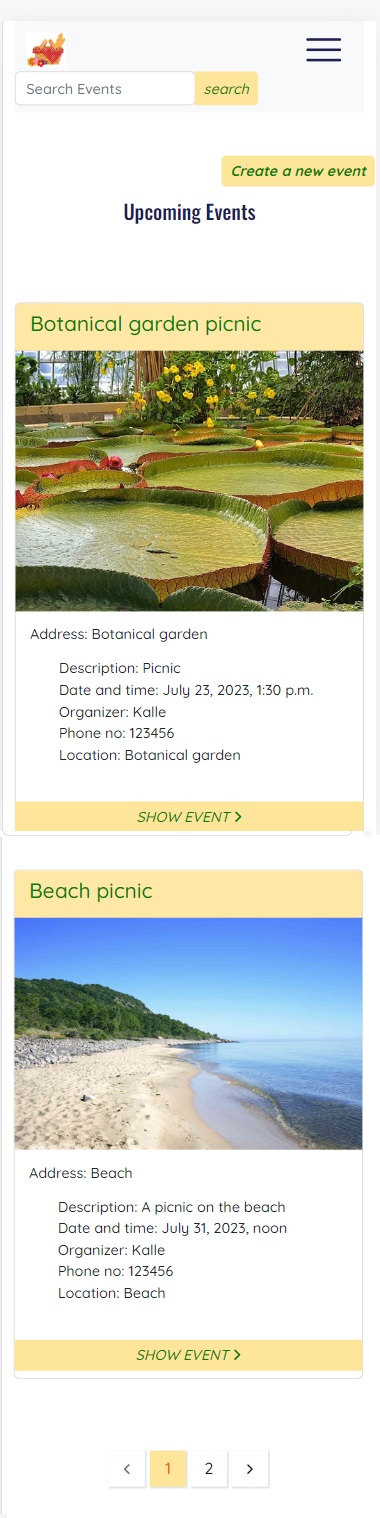 Search Events
search
Create a new event
Upcoming Events
Botanical garden picnic
Address: Botanical garden
Description: Picnic
Date and time: July 23, 2023, 1:30 p.m.
Organizer: Kalle
Phone no: 123456
Location: Botanical garden
SHOW EVENT
Beach picnic
Address: Beach
Description: A picnic on the beach
Date and time: July 31, 2023, noon
Organizer: Kalle
Phone no: 123456
Location: Beach
SHOW EVENT
1 2